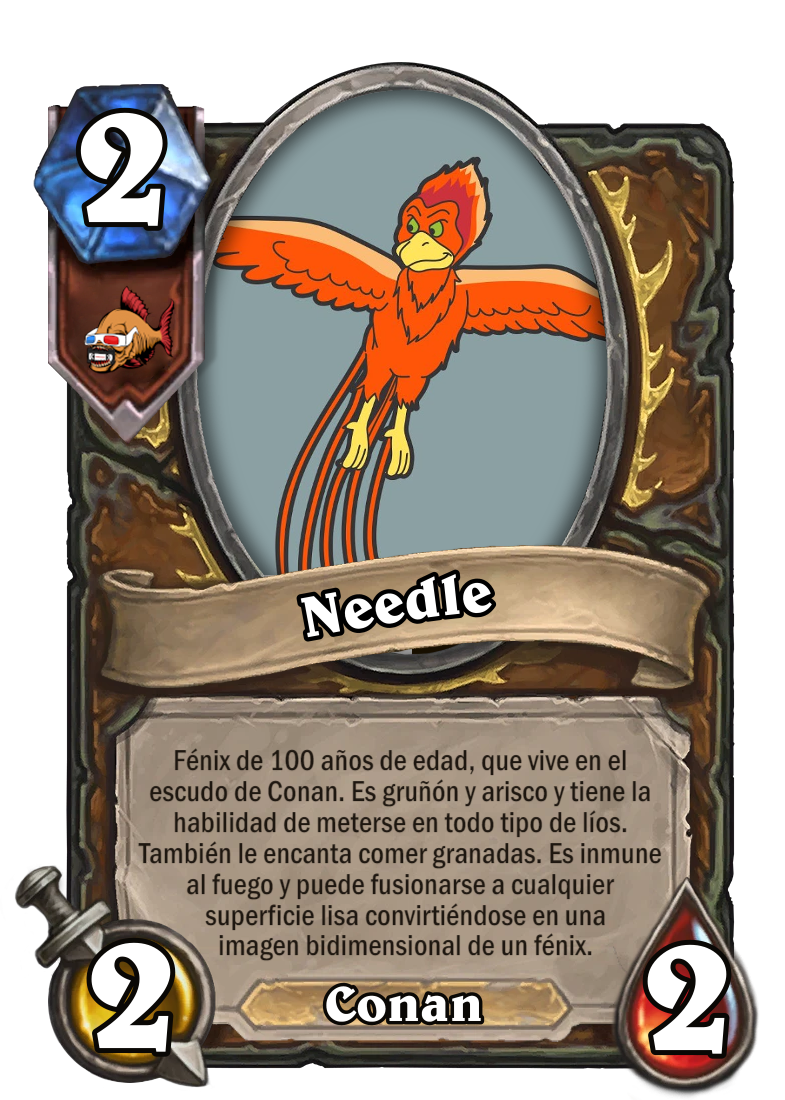 2
Needle
Fénix de 100 años de edad, que vive en el
escudo de Conan. Es gruñón y arisco y tiene la
habilidad de meterse en todo tipo de líos.
También le encanta comer granadas. Es inmune
al fuego y puede fusionarse a cualquier
superficie lisa convirtiéndose en una
imagen bidimensional de un fénix.
2
Conan
2